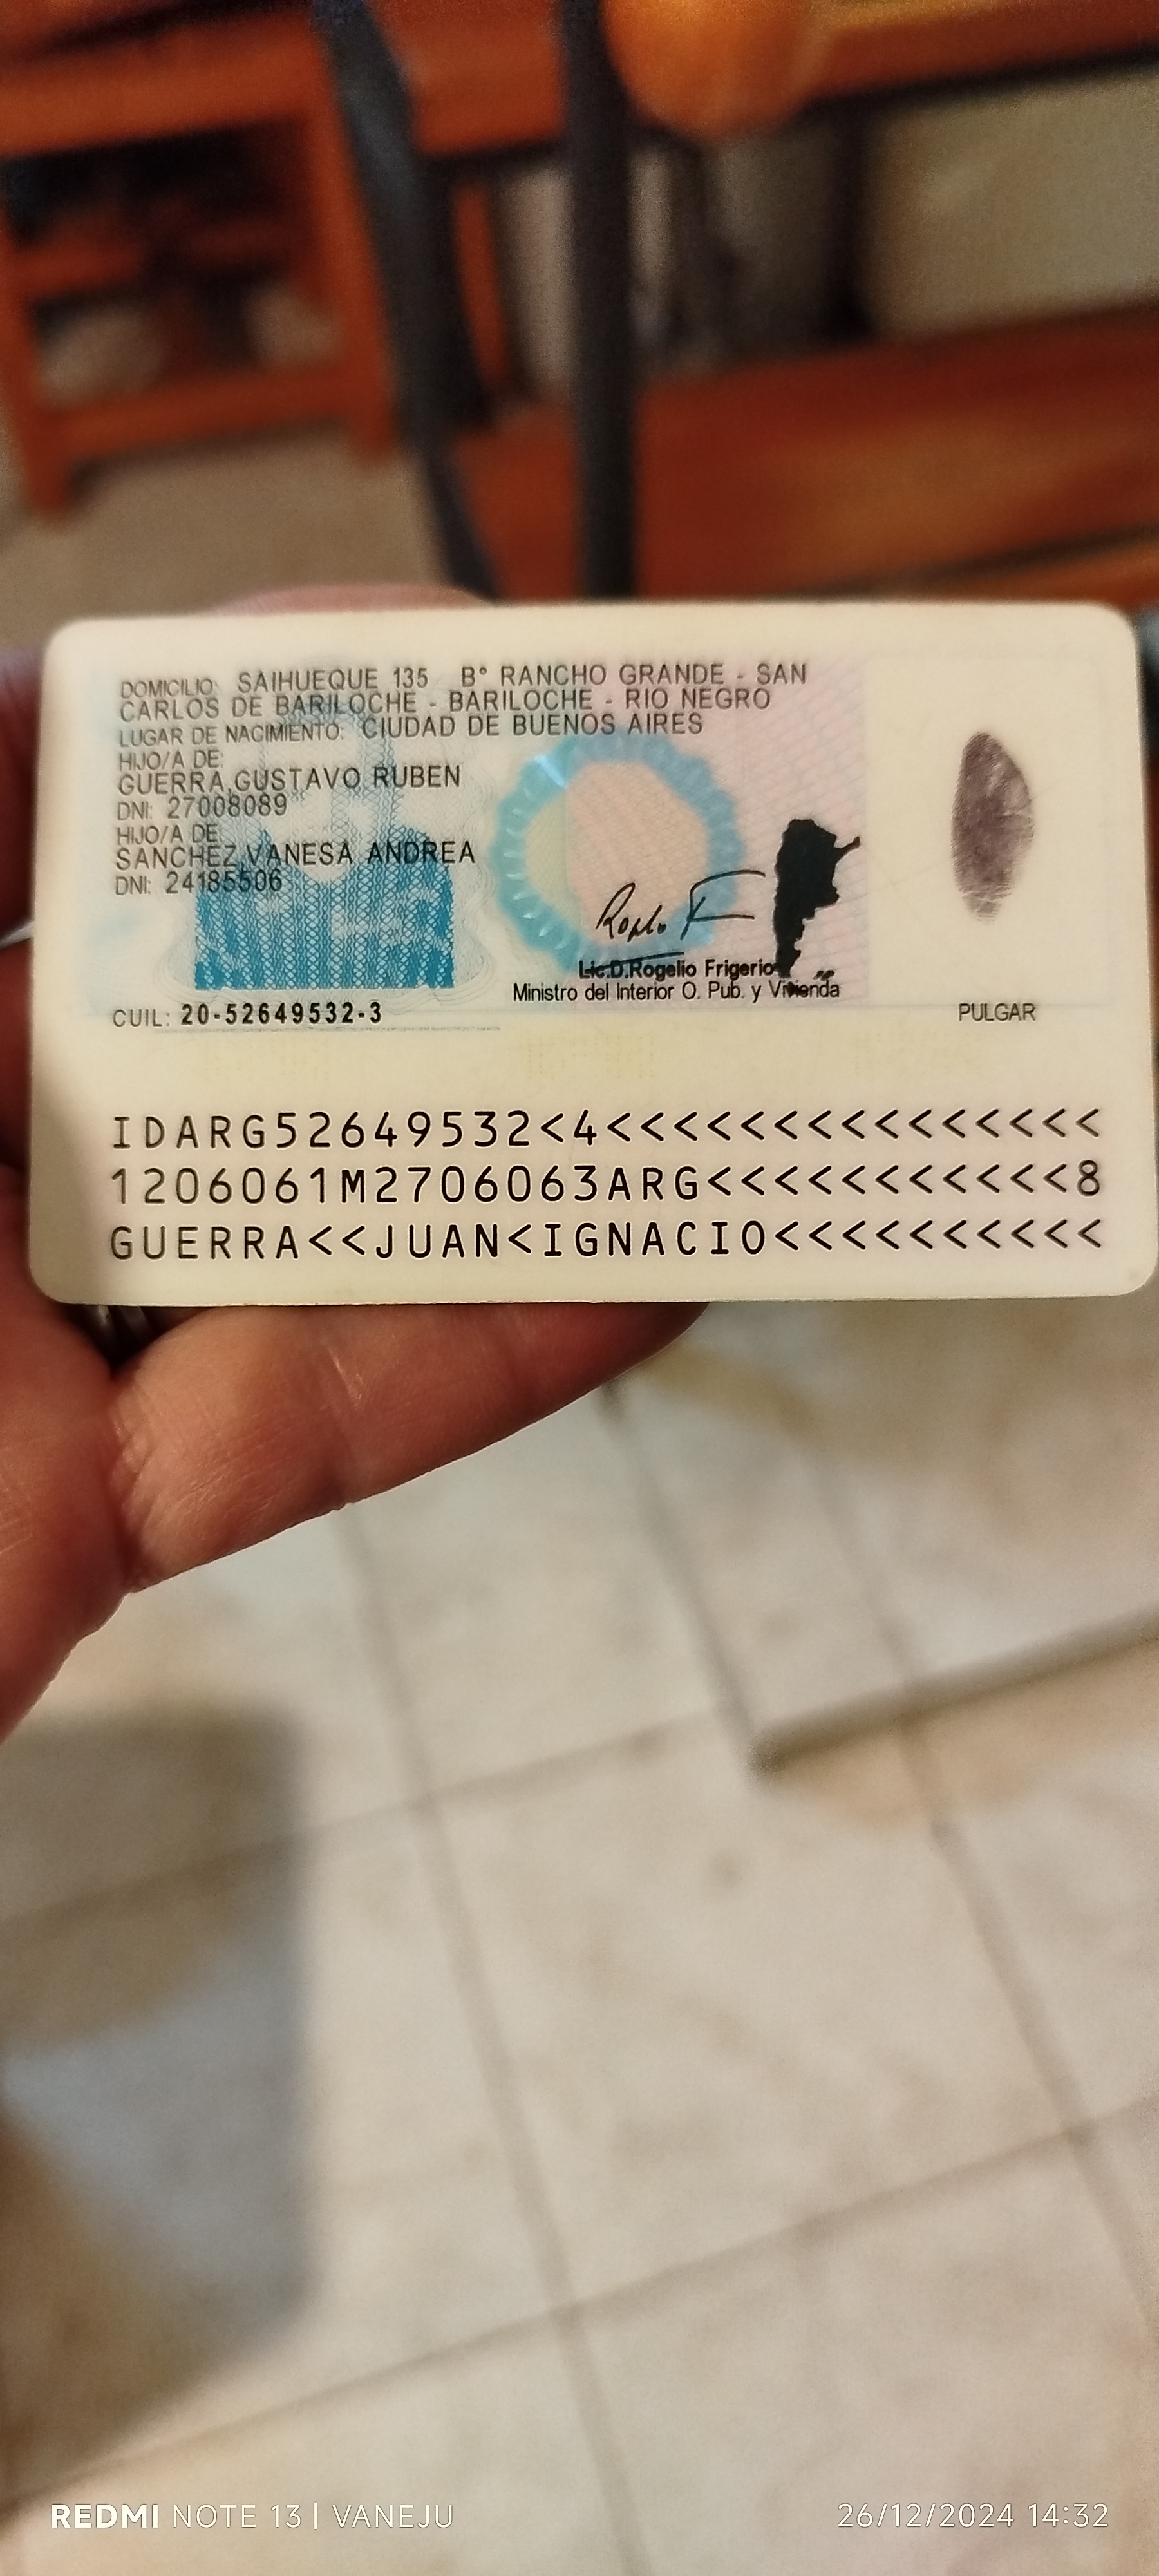 DOMICILIO: SAIHUEQUE 135 B° RANCHO GRANDE - SAN
CARLOS DE BARILOCHE - BARILOCHE - RIO NEGRO
LUGAR DE NACIMIENTO: CIUDAD DE BUENOS AIRES
HIJO/A DE:
GUERRA,GUSTAVO RUBEN
DNI: 27008089
HIJO/A DE:
SANCHEZ,VANESA ANDREA
DNI: 24185506
Lic.D.Rogelio Frigerio
Ministro del Interior O. Pub. y Vivienda
CUIL: 20-52649532-3
PULGAR
IDARG52649532<4<<<<<<<<<<<<<<<
1206061M2706063ARG<<<<<<<<<<<8
GUERRA<<JUAN<IGNACIO<<<<<<<<<<
REDMI NOTE 13 | VANEJU
26/12/2024 14:32